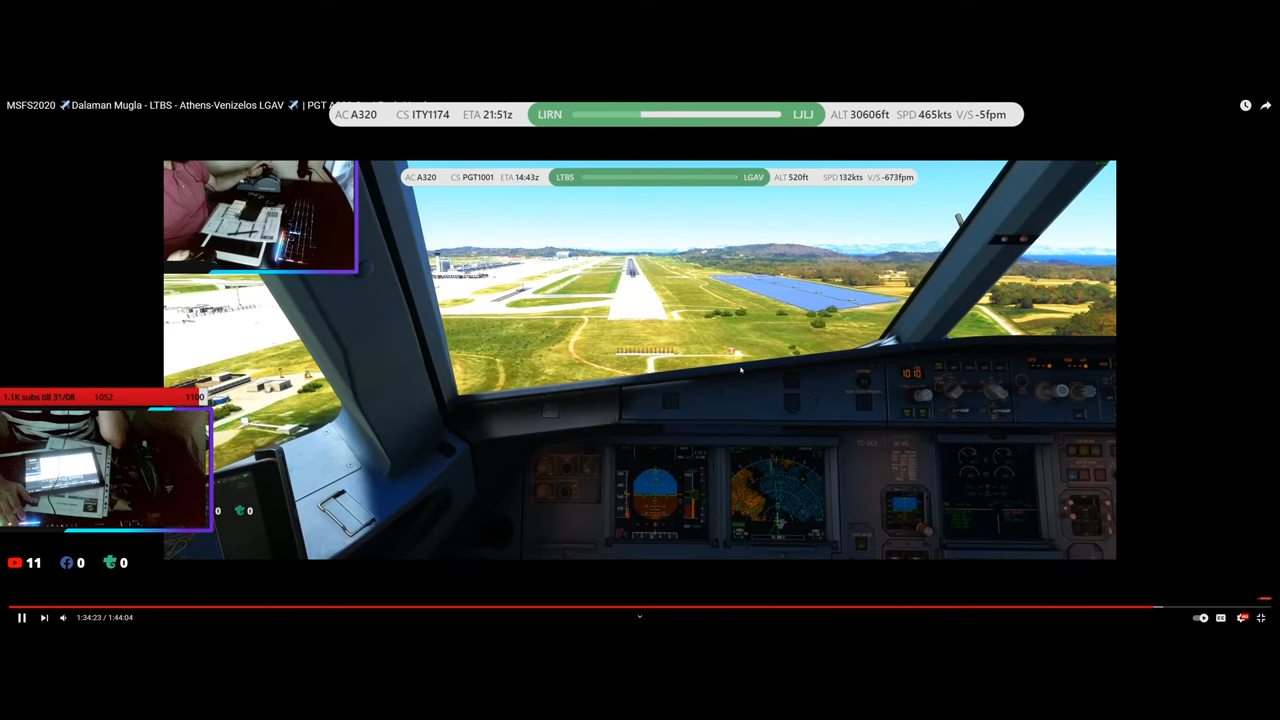 MSFS2020 ✈️Dalaman Mugla - LTBS - Athens-Venizelos LGAV ✈️ | PGT
AC A320 CS ITY1174 ETA 21:51z LIRN ALT 30606ft SPD 465kts V/S -5fpm
AC A320 CS PGT1001 ETA 14:43z LTBS LGAV ALT 520ft SPD 132kts V/S -673fpm
1010
1.1K subs till 31/08 1052 1100
0 0
11 0 0
1:34:23 / 1:44:04
CC